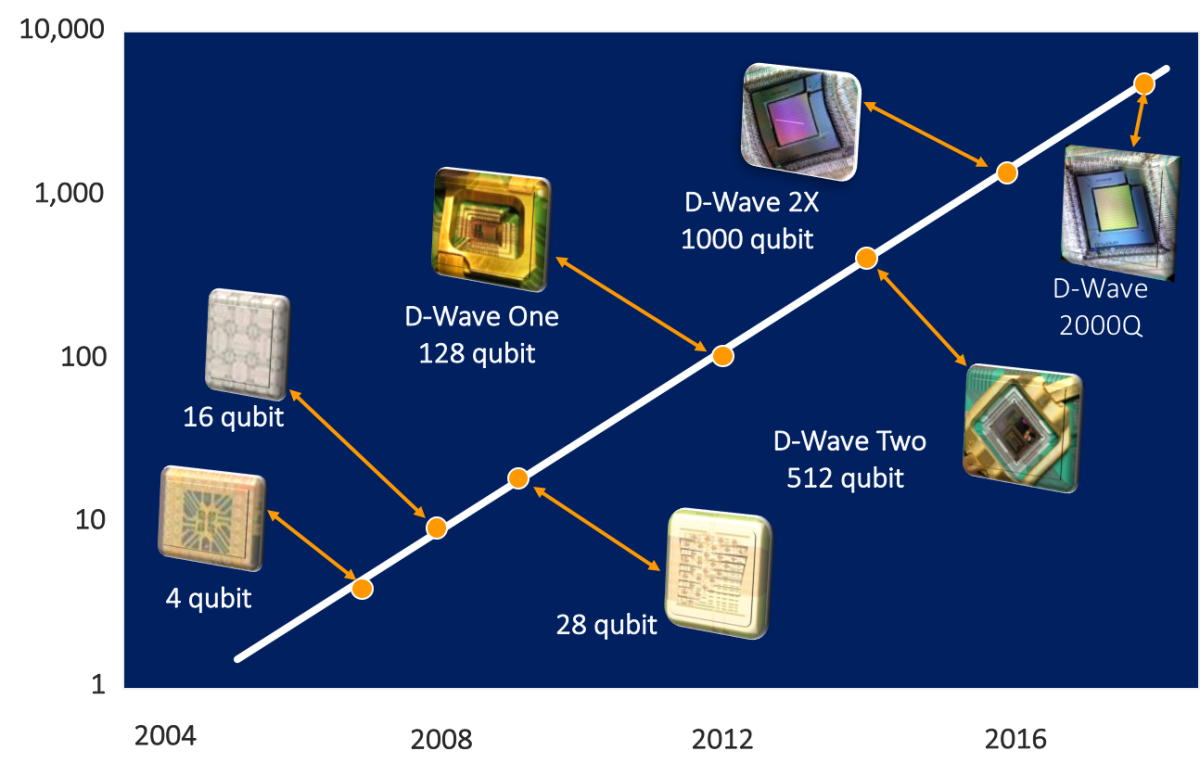 10,000
1,000
100
10
1
D-Wave 2X
1000 qubit
D-Wave
2000Q
D-Wave One
128 qubit
16 qubit
D-Wave Two
512 qubit
4 qubit
28 qubit
2004
2008
2012
2016